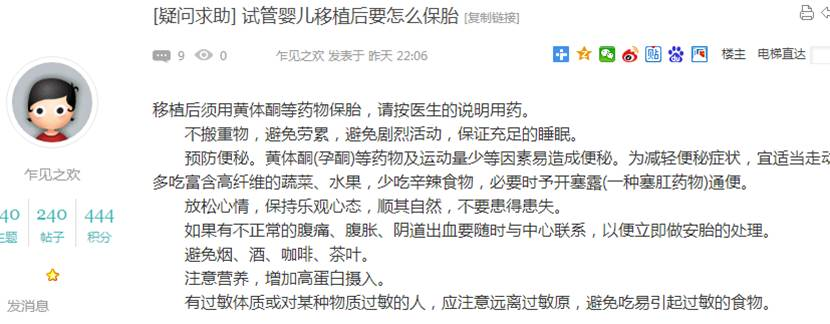 [疑问求助] 试管婴儿移植后要怎么保胎 [复制链接]
9 0 乍见之欢 发表于 昨天 22:06 贴 楼主 电梯直达
移植后须用黄体酮等药物保胎，请按医生的说明用药。
不搬重物，避免劳累，避免剧烈活动，保证充足的睡眠。
预防便秘。黄体酮(孕酮)等药物及运动量少等因素易造成便秘。为减轻便秘症状，宜适当走动
多吃富含高纤维的蔬菜、水果，少吃辛辣食物，必要时予开塞露(一种塞肛药物)通便。
放松心情，保持乐观心态，顺其自然，不要患得患失。
如果有不正常的腹痛、腹胀、阴道出血要随时与中心联系，以便立即做安胎的处理。
避免烟、酒、咖啡、茶叶。
注意营养，增加高蛋白摄入。
有过敏体质或对某种物质过敏的人，应注意远离过敏原，避免吃易引起过敏的食物。
乍见之欢
40 240 444
主题 帖子 积分
发消息